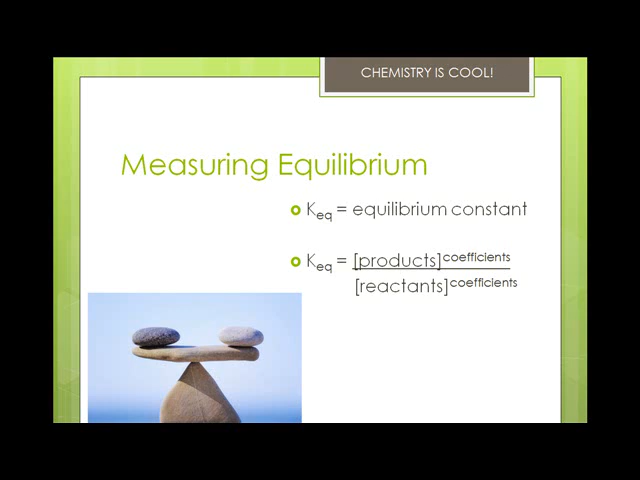 CHEMISTRY IS COOL!
Measuring Equilibrium
Keq = equilibrium constant
Keq = [products]coefficients
[reactants]coefficients